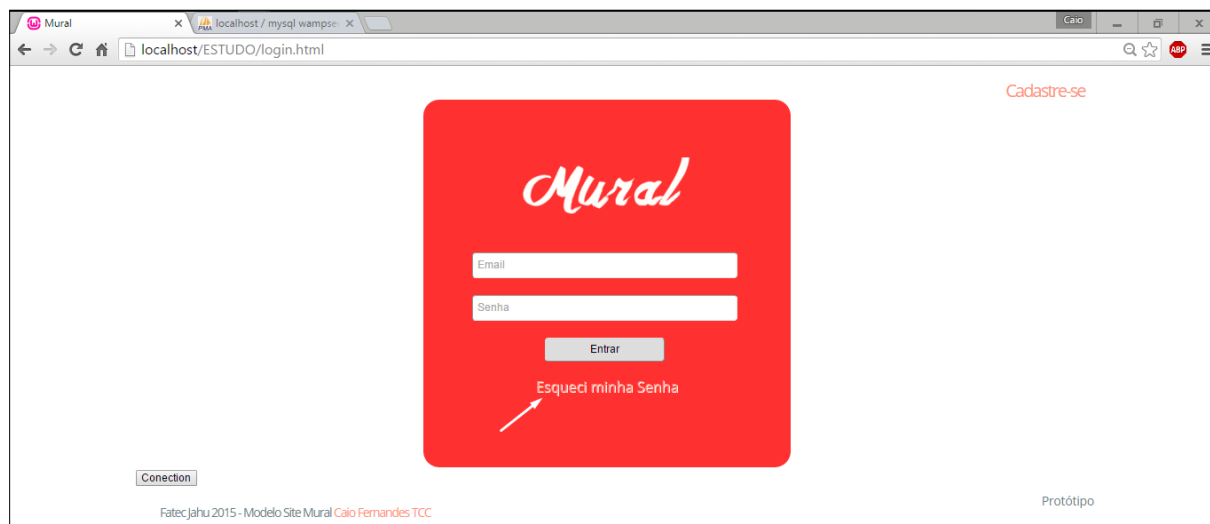 Mural
localhost / mysql wampse
Caio
localhost/ESTUDO/login.html
ABP
Cadastre-se
Mural
Email
Senha
Entrar
Esqueci minha Senha
Conection
Protótipo
Fatec Jahu 2015 - Modelo Site Mural Caio Fernandes TCC